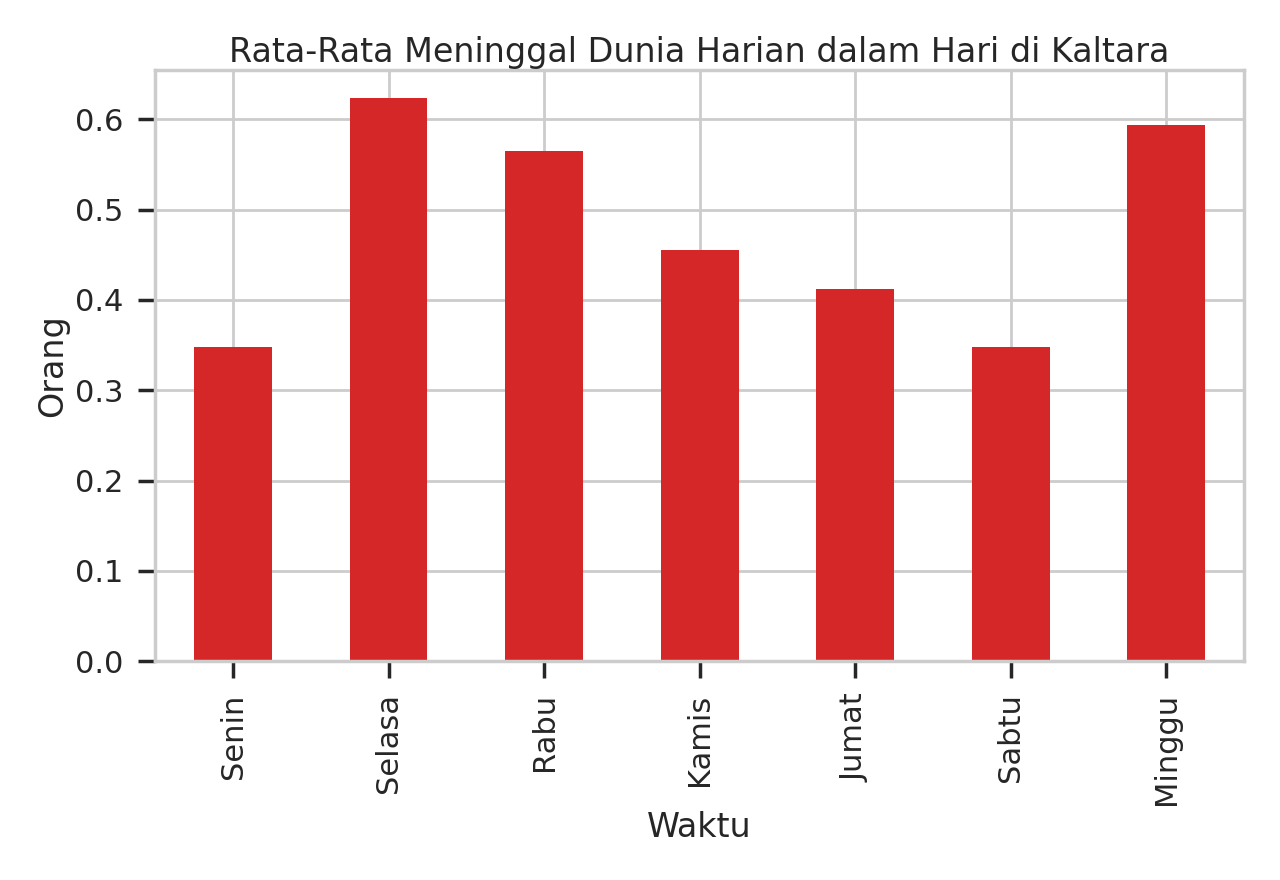 Rata-Rata Meninggal Dunia Harian dalam Hari di Kaltara
0.6
0.5
0.4
0.3
0.2
0.1
0.0
Orang
Senin
Selasa
Rabu
Kamis
Jumat
Sabtu
Minggu
Waktu